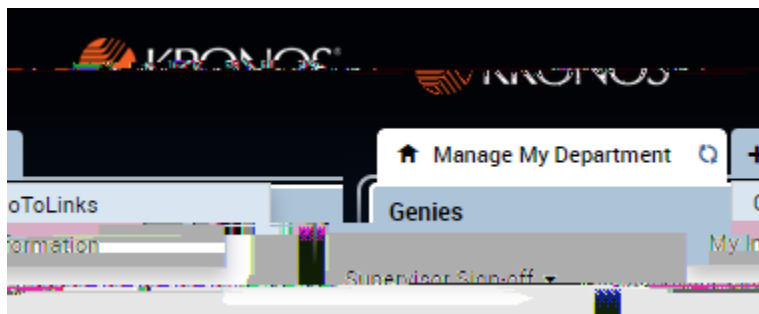 KRONOS
KRONOS
Manage My Department
oToLinks
Genies
formation
My In
Supervisor Sign-off